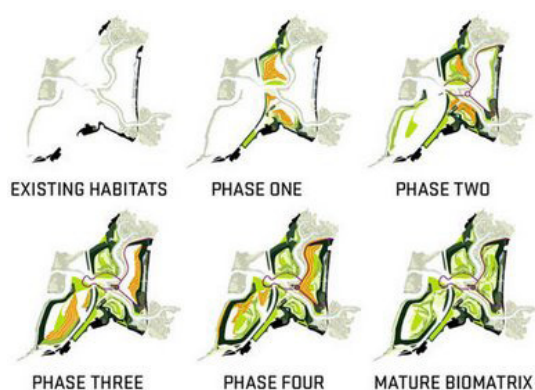 EXISTING HABITATS
PHASE ONE
PHASE TWO
PHASE THREE
PHASE FOUR
MATURE BIOMATRIX